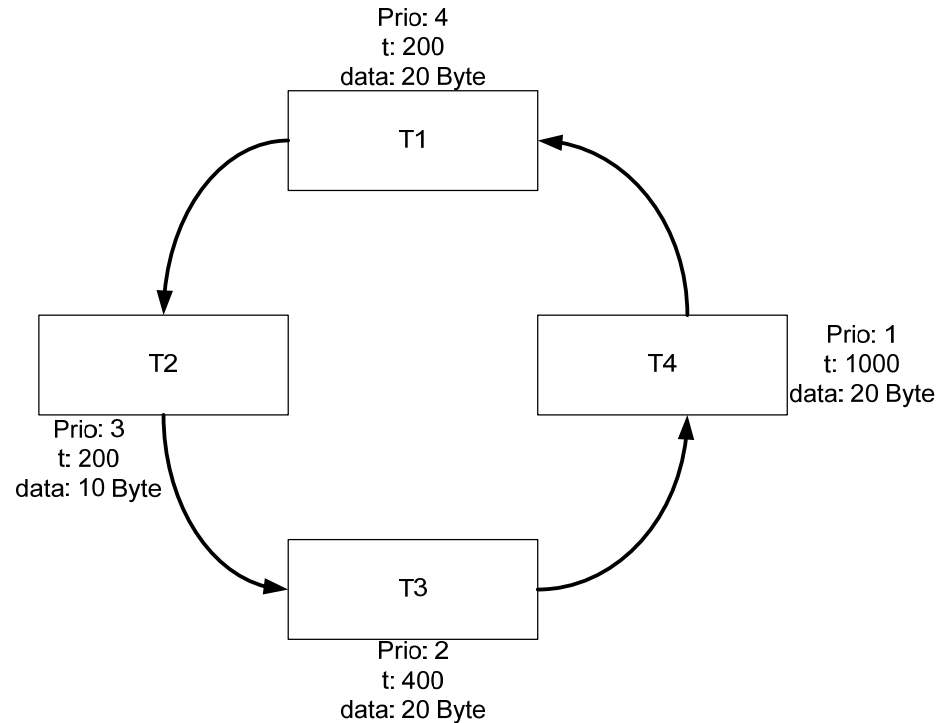 Prio: 4
t: 200
data: 20 Byte
T1
T2
Prio: 3
t: 200
data: 10 Byte
T4
Prio: 1
t: 1000
data: 20 Byte
T3
Prio: 2
t: 400
data: 20 Byte